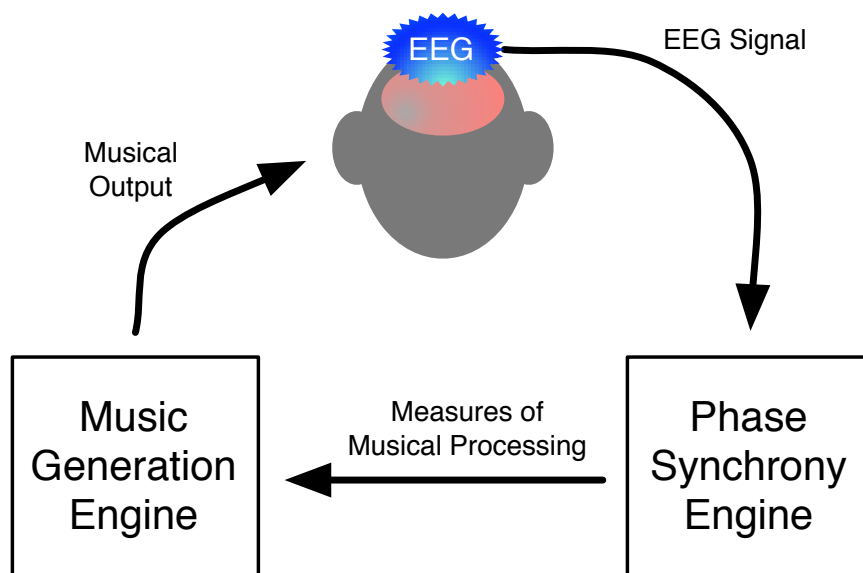 EEG
EEG Signal
Musical
Output
Measures of
Musical Processing
Music
Generation
Engine
Phase
Synchrony
Engine